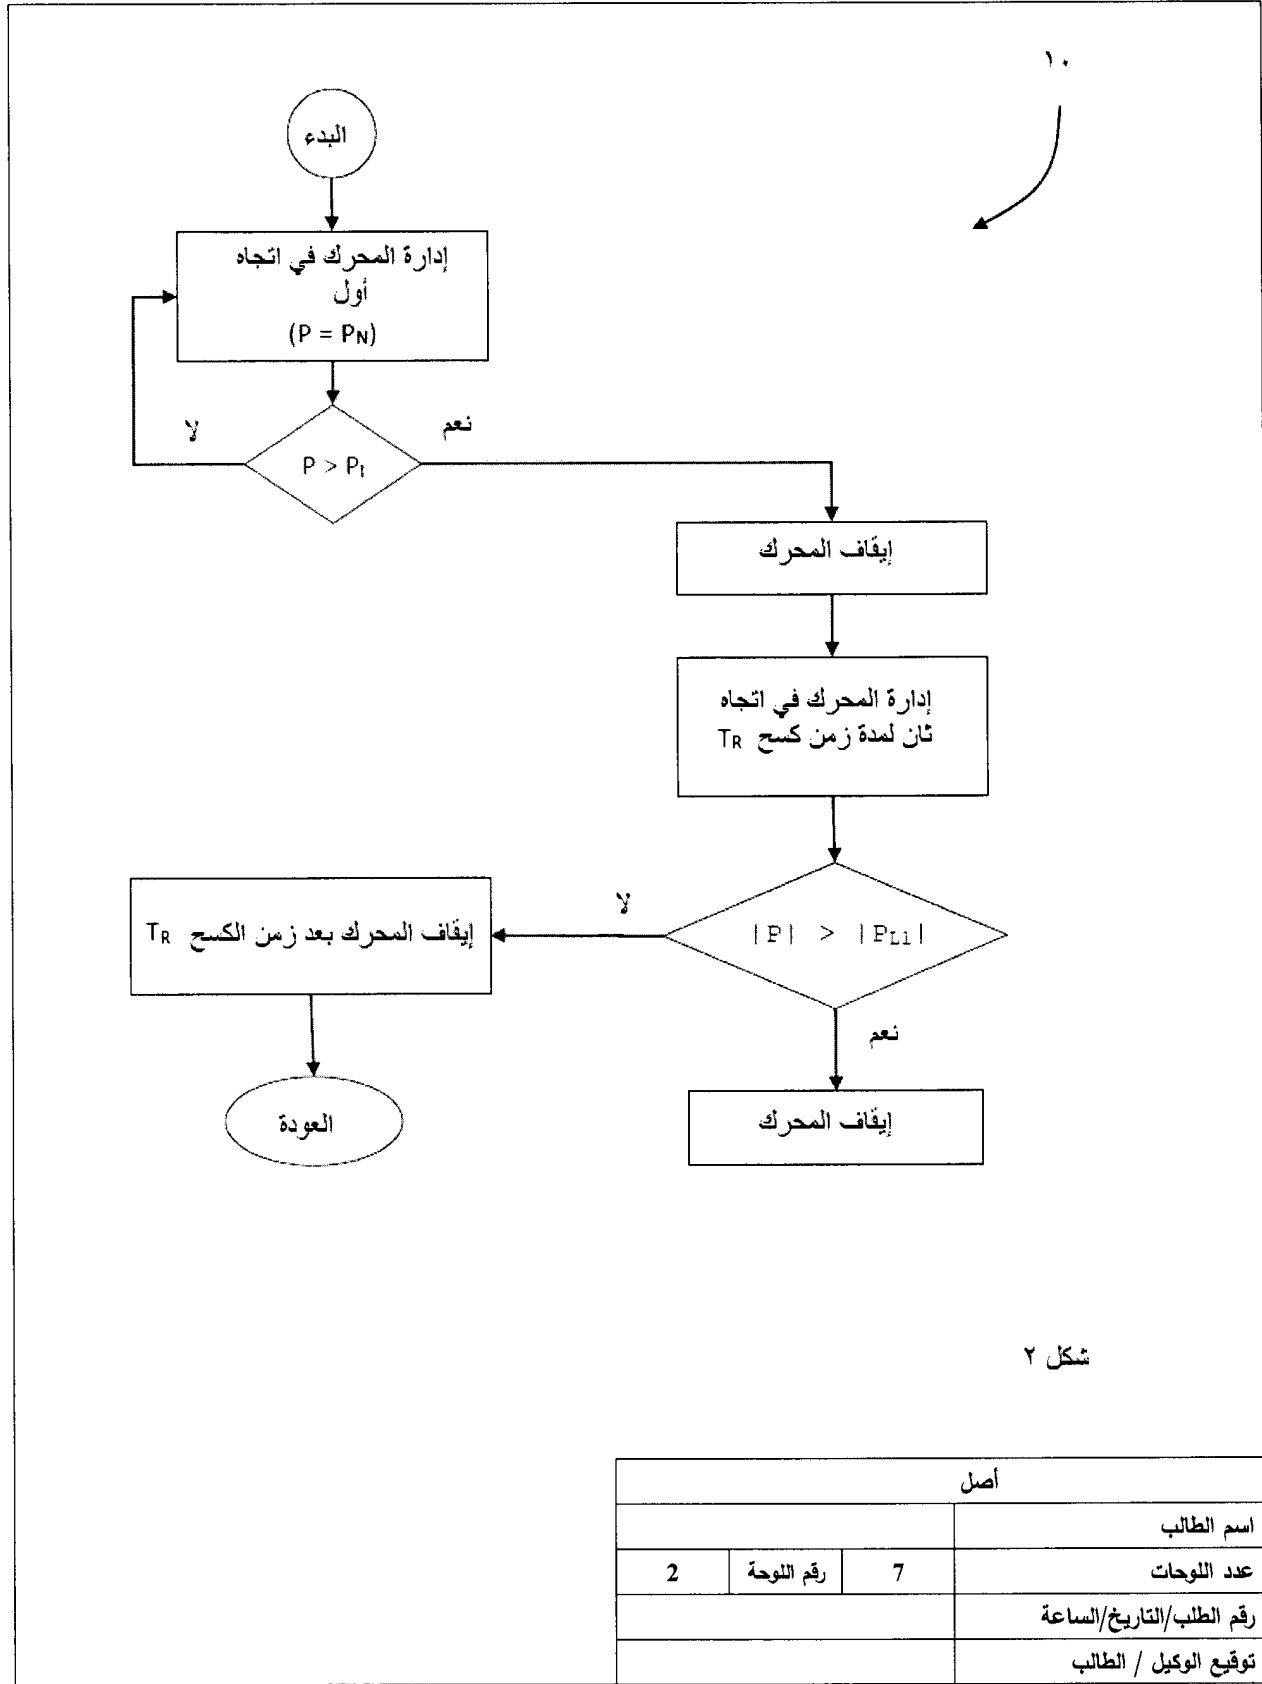 ١٠
البدء
إدارة المحرك في اتجاه
أول
(P = PN)
لا
نعم
P > P1
إيقاف المحرك
إدارة المحرك في اتجاه
ثان لمدة زمن كسح TR
|P| > |PL1|
لا
إيقاف المحرك بعد زمن الكسح TR
نعم
العودة
إيقاف المحرك
شكل ٢
أصل
اسم الطالب
عدد اللوحات 7 رقم اللوحة 2
رقم الطلب/التاريخ/الساعة
توقيع الوكيل / الطالب